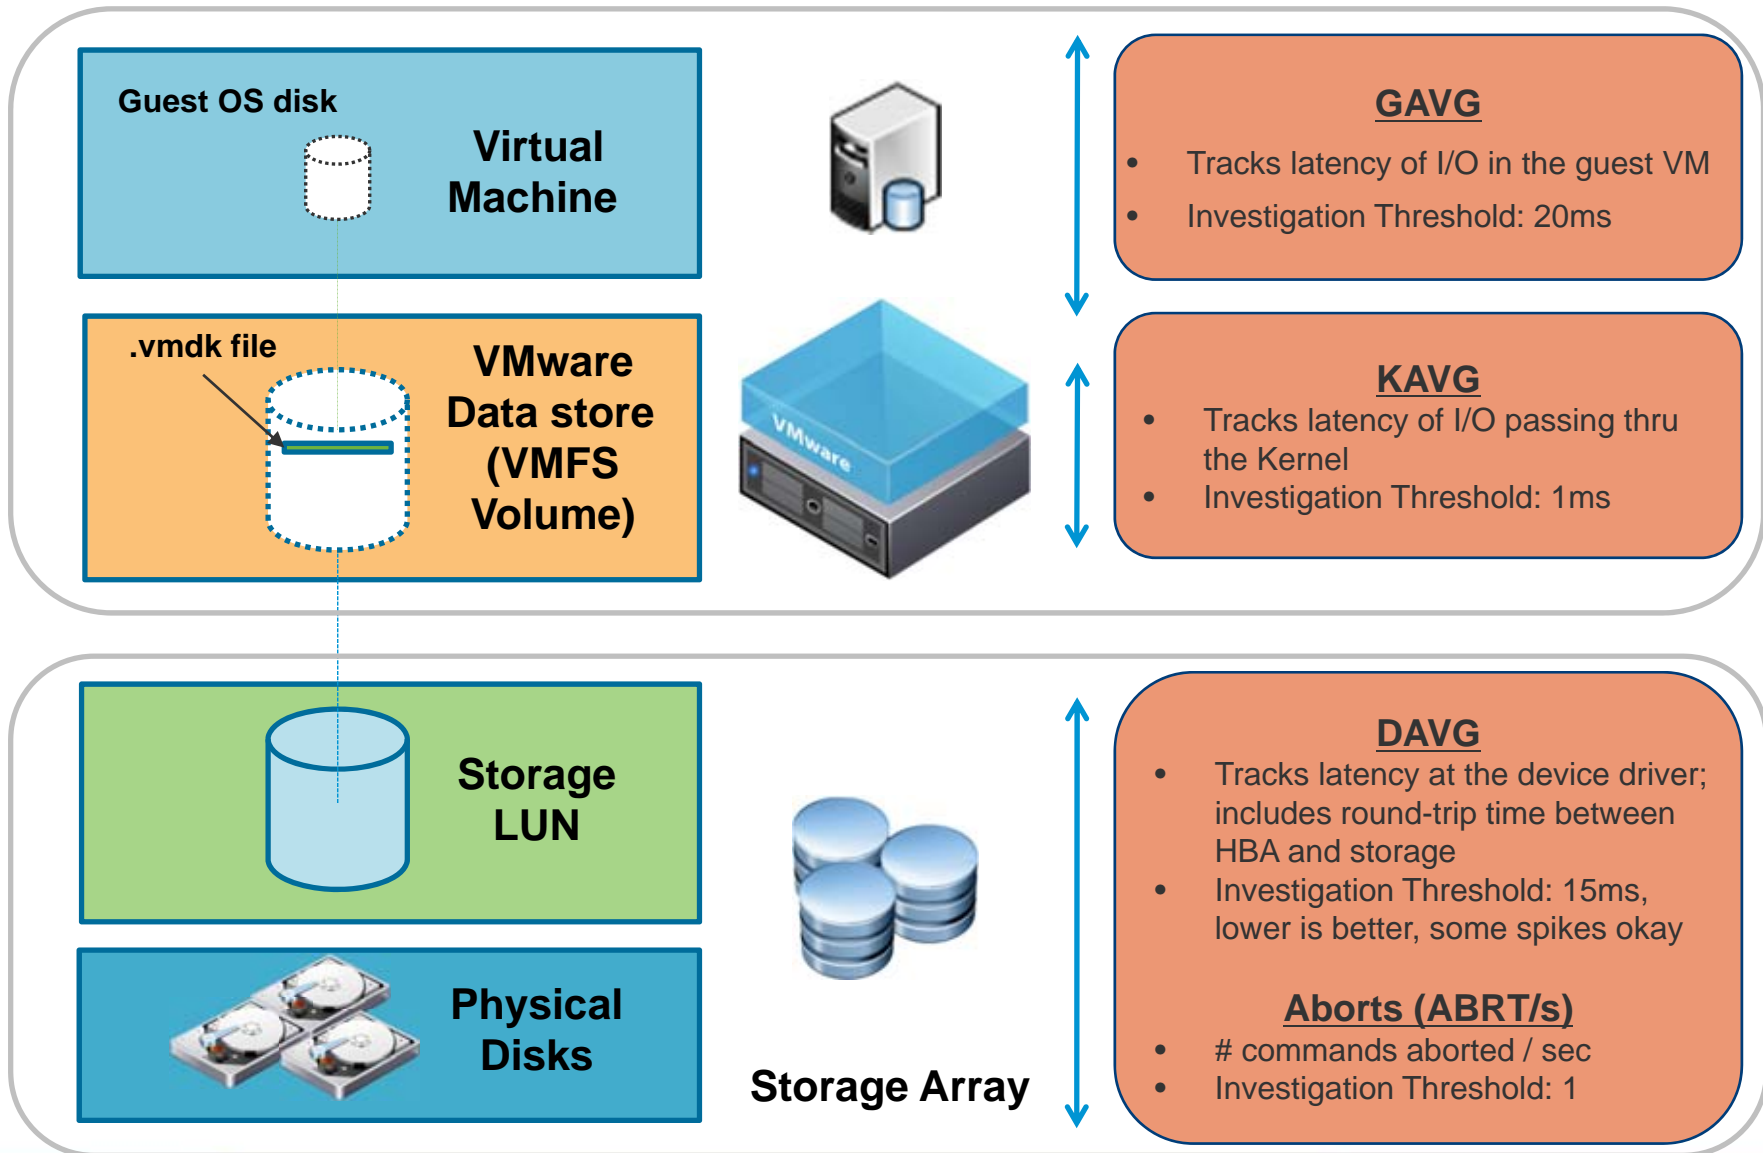 Guest OS disk
Virtual
Machine
GAVG
• Tracks latency of I/O in the guest VM
• Investigation Threshold: 20ms
.vmdk file
VMware
Data store
(VMFS
Volume)
VMware
KAVG
• Tracks latency of I/O passing thru
the Kernel
• Investigation Threshold: 1ms
Storage
LUN
DAVG
• Tracks latency at the device driver;
includes round-trip time between
HBA and storage
• Investigation Threshold: 15ms,
lower is better, some spikes okay
Physical
Disks
Storage Array
Aborts (ABRT/s)
• # commands aborted / sec
• Investigation Threshold: 1